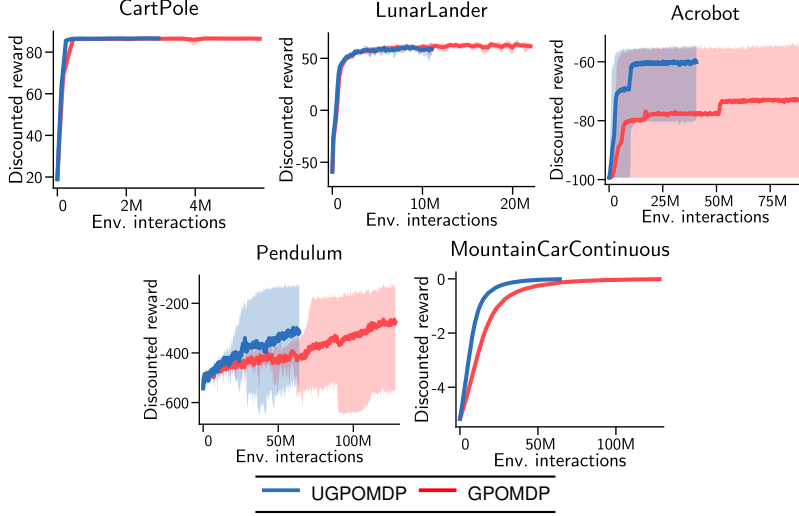 CartPole
Discounted reward
80
60
40
20
0
2M
4M
Env. interactions
LunarLander
Discounted reward
50
0
-50
0
10M
20M
Env. interactions
Acrobot
Discounted reward
-60
-80
-100
0
25M
50M
75M
Env. interactions
Pendulum
Discounted reward
-200
-400
-600
0
50M
100M
Env. interactions
MountainCarContinuous
Discounted reward
0
-2
-4
0
50M
100M
Env. interactions
UGPOMDP
GPOMDP